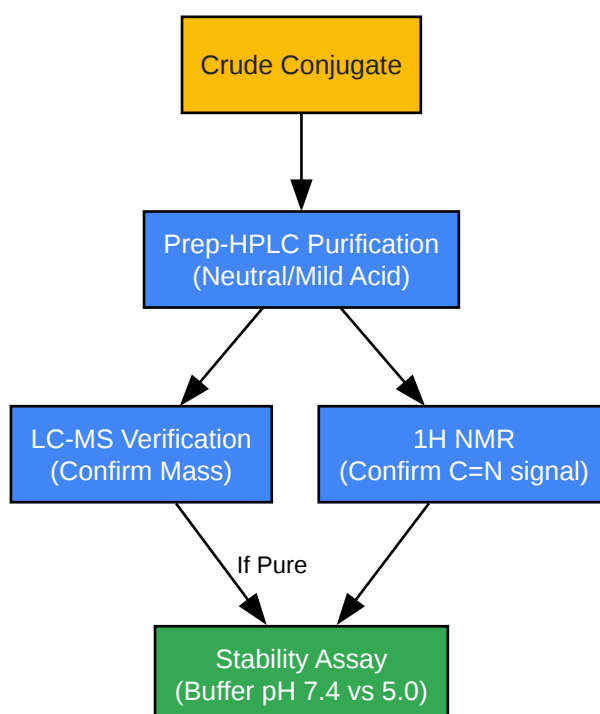 Crude Conjugate
Prep-HPLC Purification
(Neutral/Mild Acid)
LC-MS Verification
(Confirm Mass)
1H NMR
(Confirm C=N signal)
If Pure
Stability Assay
(Buffer pH 7.4 vs 5.0)